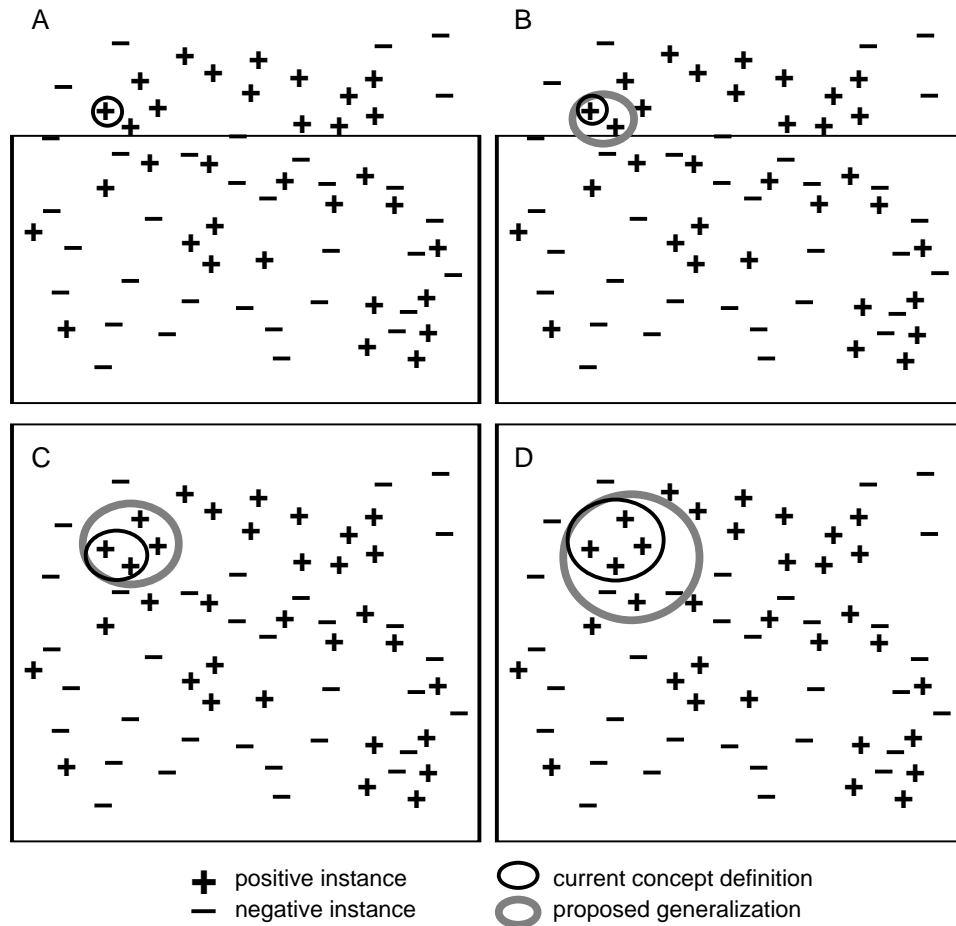 A
B
C
D
positive instance
negative instance
current concept definition
proposed generalization